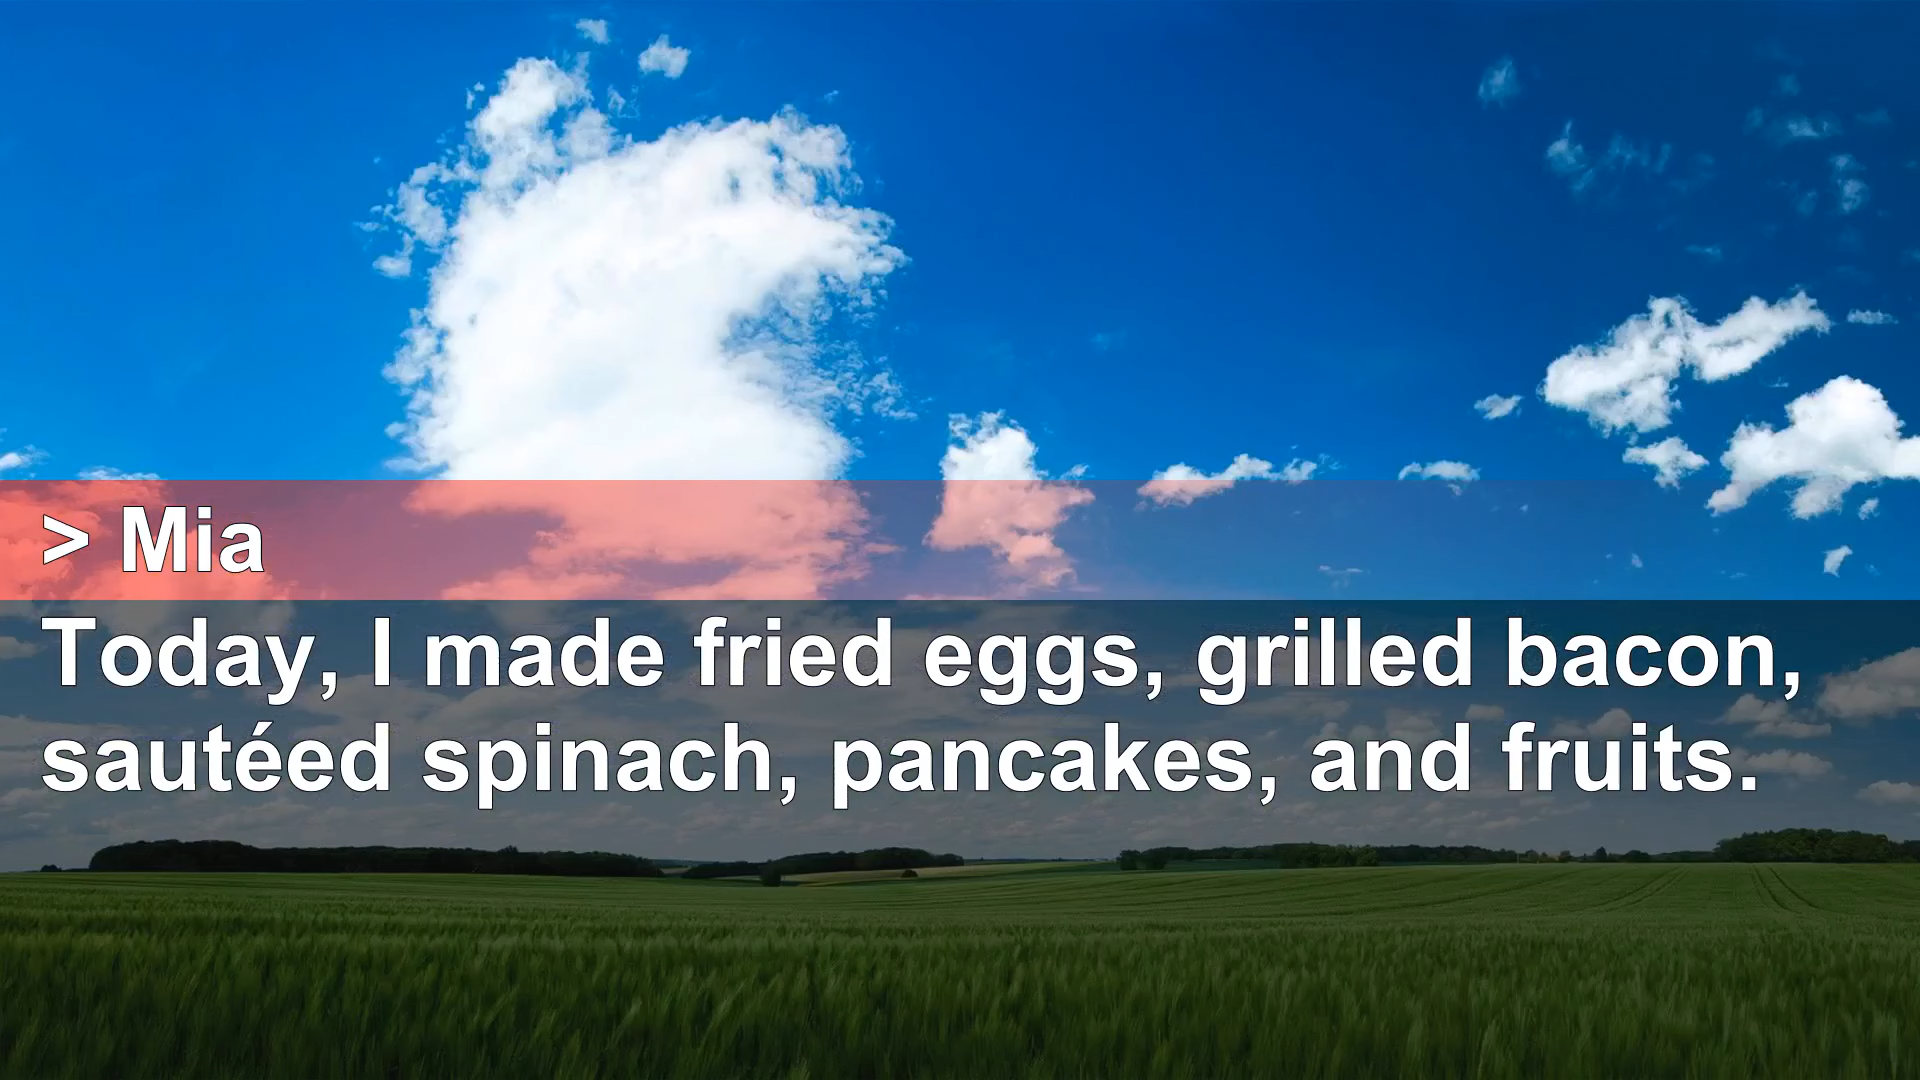 > Mia
Today, I made fried eggs, grilled bacon,
sautéed spinach, pancakes, and fruits.